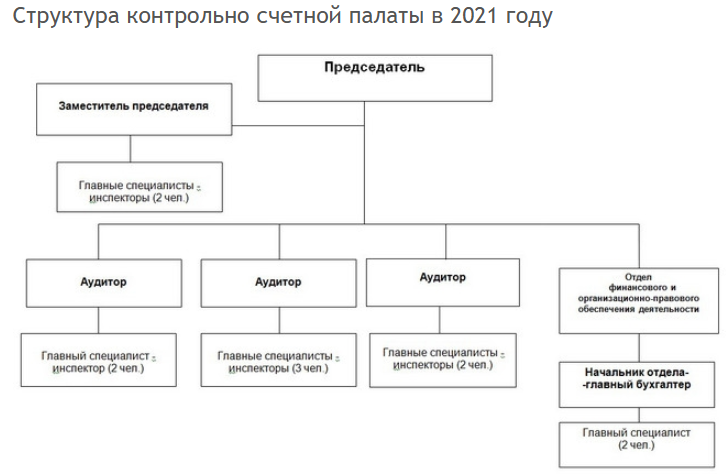 Структура контрольно счетной палаты в 2021 году
Председатель
Заместитель председателя
Главные специалисты -
инспекторы (2 чел.)
Аудитор
Аудитор
Аудитор
Отдел
финансового и
организационно-правового
обеспечения деятельности
Главный специалист -
инспектор (2 чел.)
Главные специалисты -
инспекторы (3 чел.)
Главные специалисты -
инспекторы (2 чел.)
Начальник отдела-
-главный бухгалтер
Главный специалист
(2 чел.)